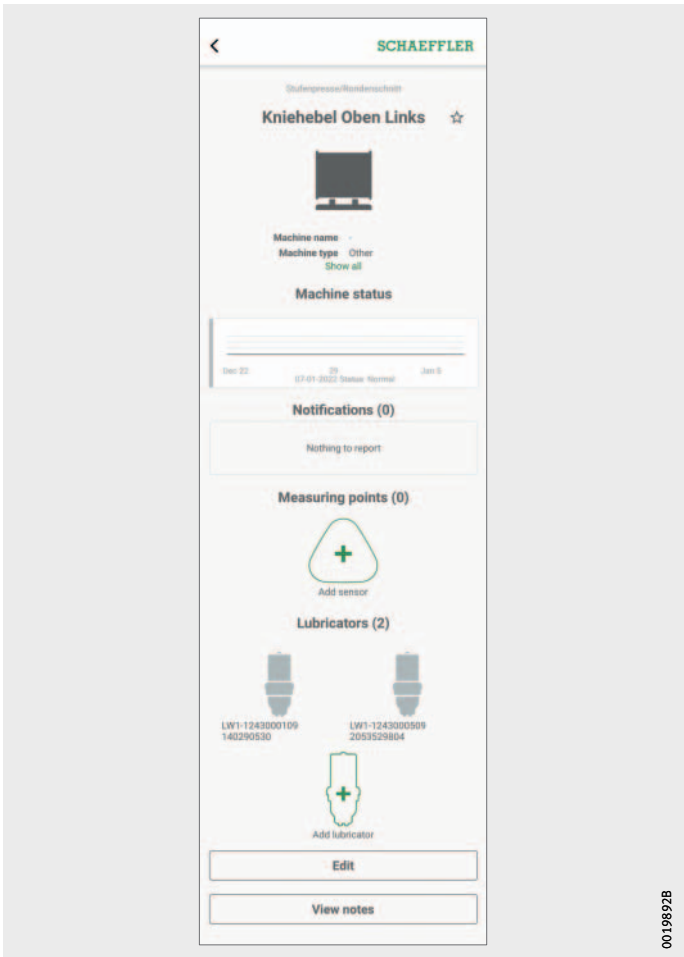 SCHAEFFLER
Stufenpresse/Rondenschnitt
Kniehebel Oben Links
Machine name -
Machine type Other
Show all
Machine status
Dec 22 29 Jan 5
07-01-2022 Status: Normal
Notifications (0)
Nothing to report
Measuring points (0)
Add sensor
Lubricators (2)
LW1-1243000109 LW1-1243000509
140290530 2053529804
Add lubricator
Edit
View notes
0019892B